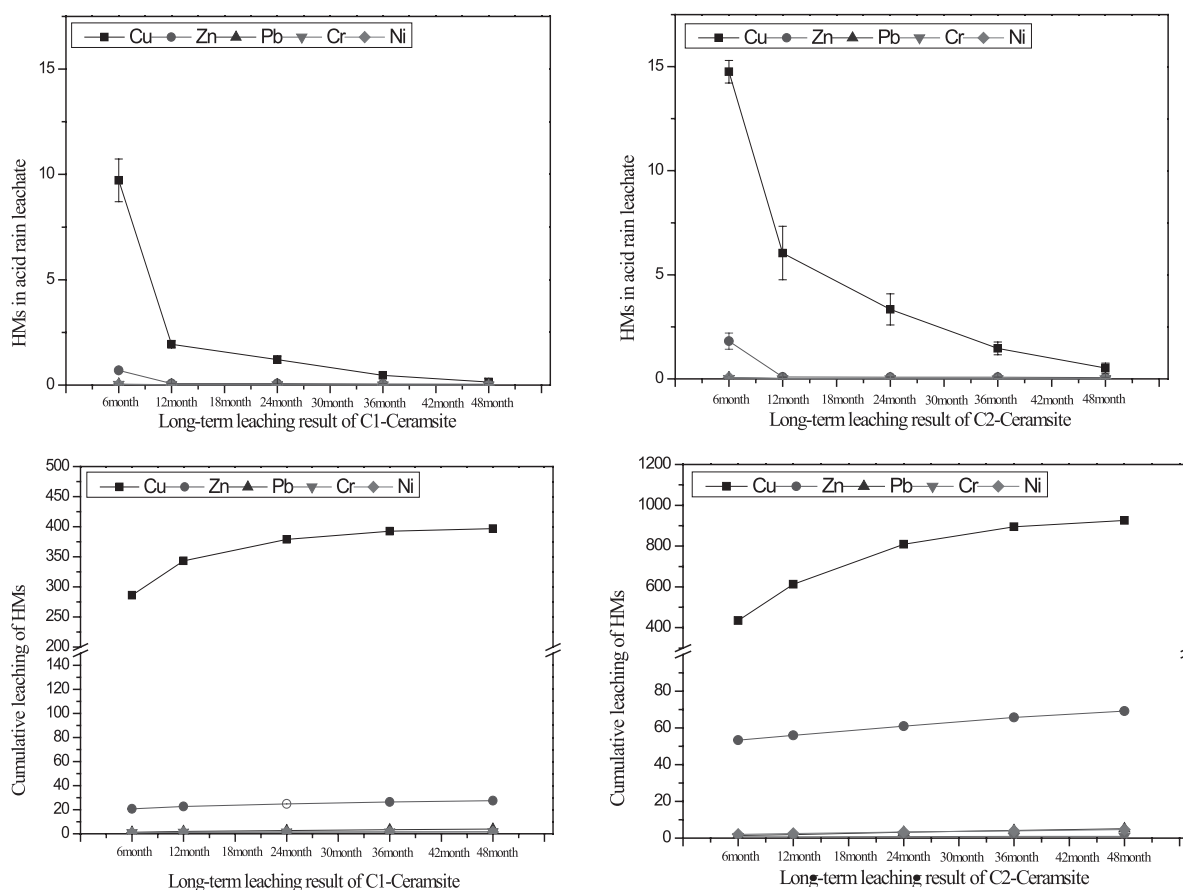 Cu Zn Pb Cr Ni
15
10
5
0
HMs in acid rain leachate
6month 12month 18month 24month 30month 36month 42month 48month
Long-term leaching result of C1-Ceramsite
Cu Zn Pb Cr Ni
15
10
5
0
HMs in acid rain leachate
6month 12month 18month 24month 30month 36month 42month 48month
Long-term leaching result of C2-Ceramsite
Cu Zn Pb Cr Ni
500
450
400
350
300
250
200
140
120
100
80
60
40
20
0
Cumulative leaching of HMs
6month 12month 18month 24month 30month 36month 42month 48month
Long-term leaching result of C1-Ceramsite
Cu Zn Pb Cr Ni
1200
1000
800
600
400
80
60
40
20
0
Cumulative leaching of HMs
6month 12month 18month 24month 30month 36month 42month 48month
Long-term leaching result of C2-Ceramsite